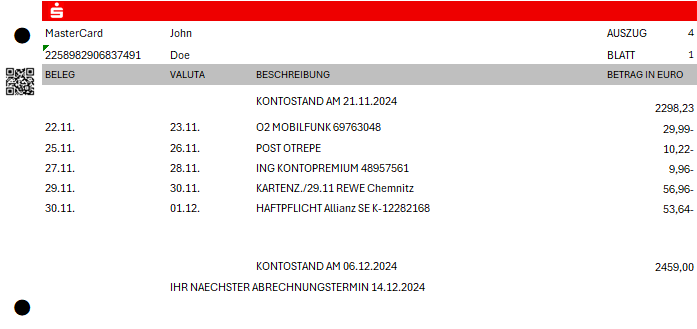 MasterCard John AUSZUG 4
2258982906837491 Doe BLATT 1
BELEG VALUTA BESCHREIBUNG BETRAG IN EURO
KONTOSTAND AM 21.11.2024 2298,23
22.11. 23.11. O2 MOBILFUNK 69763048 29,99-
25.11. 26.11. POST OTREPE 10,22-
27.11. 28.11. ING KONTOPREMIUM 48957561 9,96-
29.11. 30.11. KARTENZ./29.11 REWE Chemnitz 56,96-
30.11. 01.12. HAFTPFLICHT Allianz SE K-12282168 53,64-
KONTOSTAND AM 06.12.2024 2459,00
IHR NAECHSTER ABRECHNUNGSTERMIN 14.12.2024